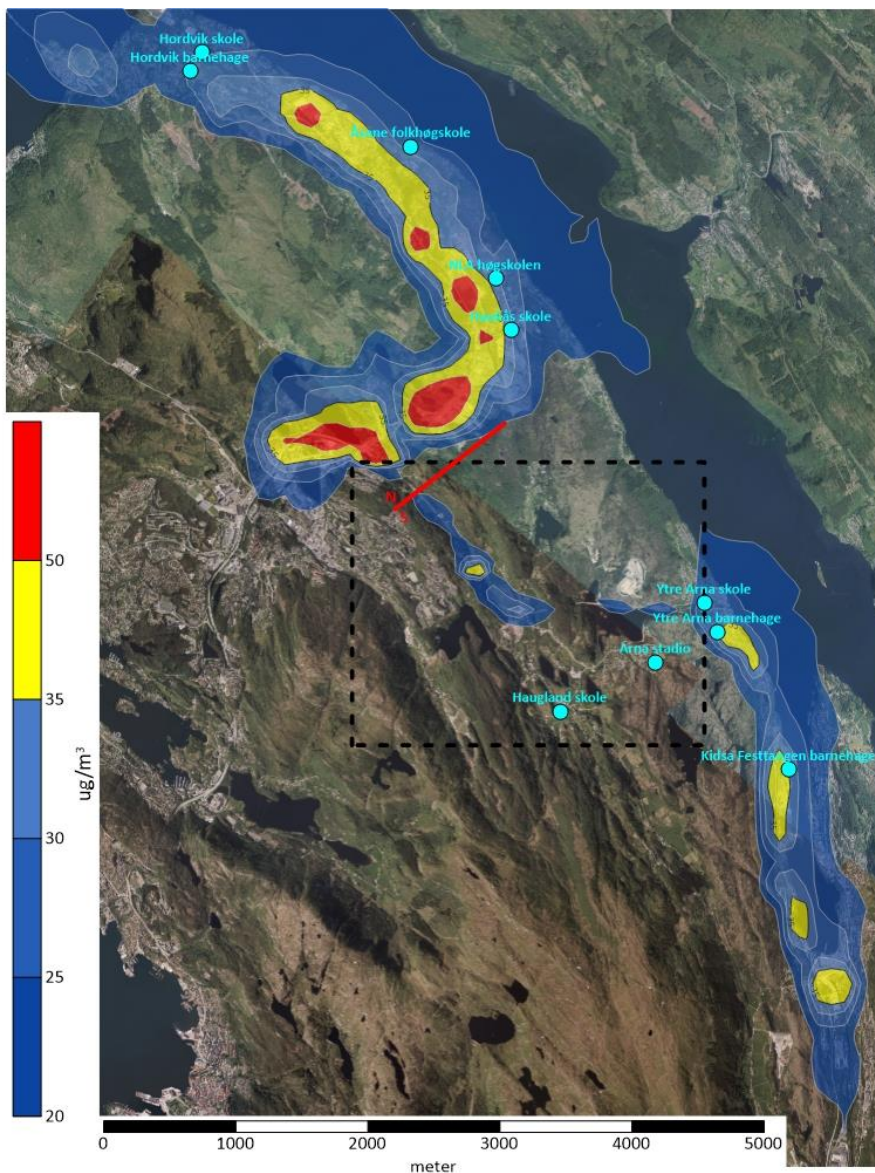 Hordvik skole
Hordvik barnehage
Åsane folkhøgskole
høgskolen
skole
N
S
50
35
30
25
20
ug/m³
Ytre Arna skole
Ytre Arna barnehage
Arna stadio
Haugland skole
Kidsa Festtangen barnehage
0 1000 2000 3000 4000 5000
meter